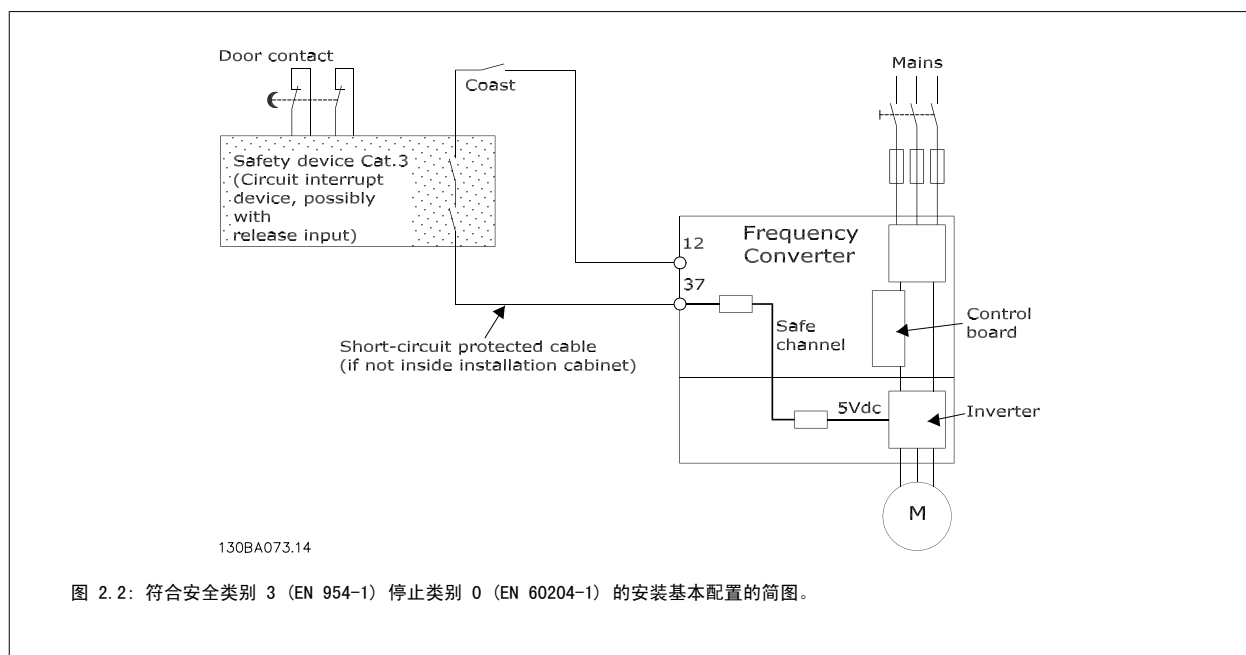 Door contact
Mains
Coast
Safety device Cat.3
(Circuit interrupt
device, possibly
with
release input)
12
Frequency
Converter
37
Safe
channel
Control
board
Short-circuit protected cable
(if not inside installation cabinet)
5Vdc
Inverter
M
130BA073.14
图 2.2: 符合安全类别 3 (EN 954-1) 停止类别 0 (EN 60204-1) 的安装基本配置的简图。